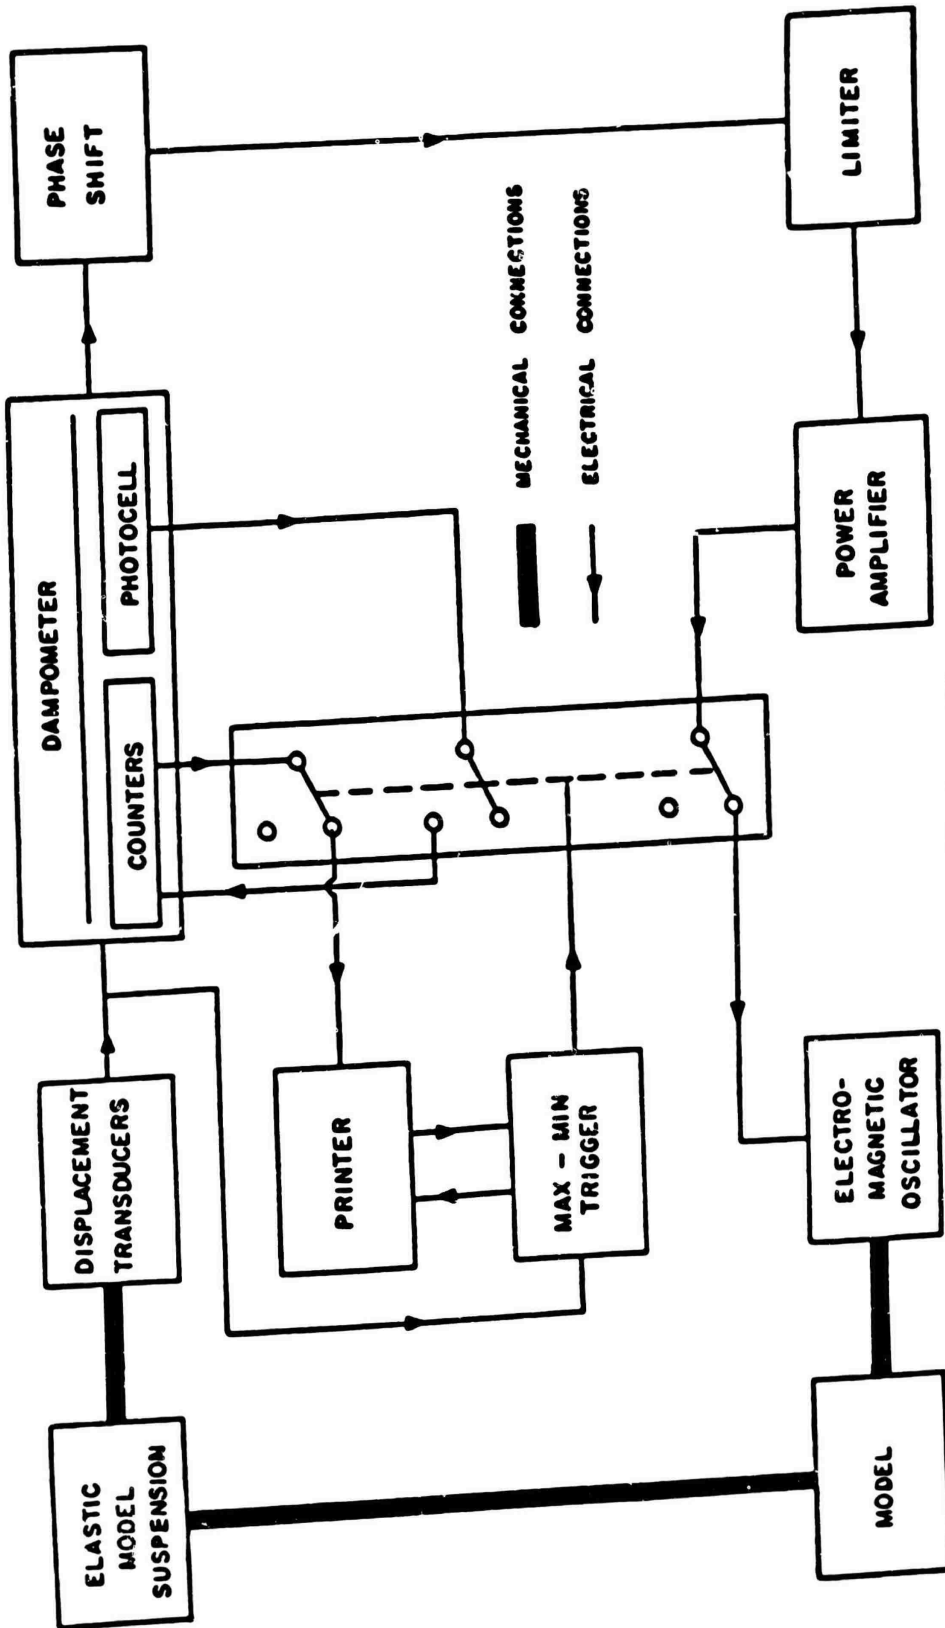 ELASTIC
MODEL
SUSPENSION
DISPLACEMENT
TRANSDUCERS
DAMPOMETER
COUNTERS
PHOTOCELL
PHASE
SHIFT
PRINTER
MAX – MIN
TRIGGER
MECHANICAL CONNECTIONS
ELECTRICAL CONNECTIONS
MODEL
ELECTRO-
MAGNETIC
OSCILLATOR
POWER
AMPLIFIER
LIMITER